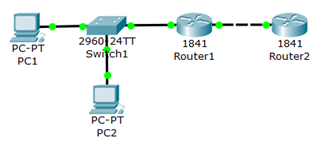 PC-PT
PC1
2960-24TT
Switch1
1841
Router1
1841
Router2
PC-PT
PC2